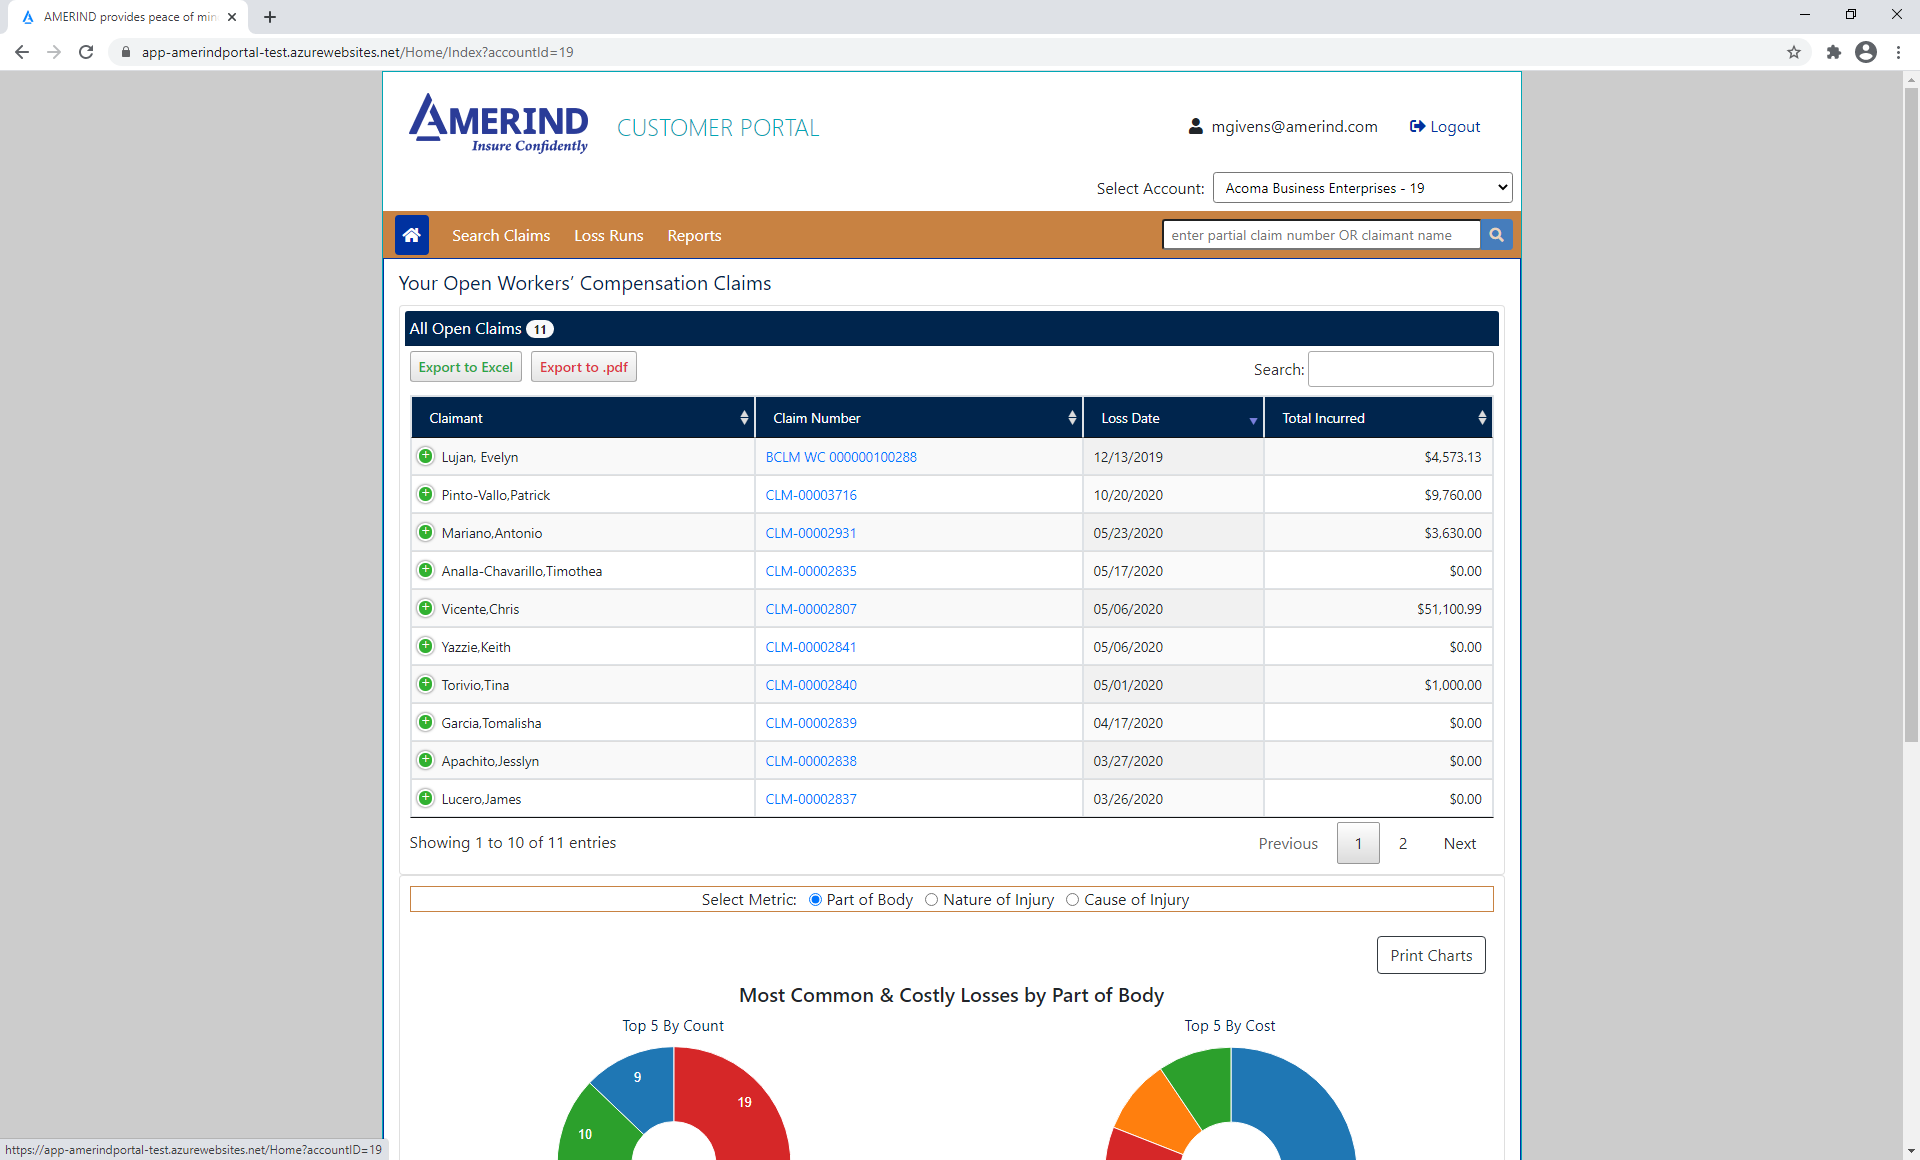 AMERIND provides peace of min
app-amerindportal-test.azurewebsites.net/Home/Index?accountId=19
AMERIND
Insure Confidently
CUSTOMER PORTAL
mgivens@amerind.com
Logout
Select Account:
Acoma Business Enterprises - 19
Search Claims
Loss Runs
Reports
enter partial claim number OR claimant name
Your Open Workers’ Compensation Claims
All Open Claims 11
Export to Excel
Export to .pdf
Search:
Claimant Claim Number Loss Date Total Incurred
Lujan, Evelyn BCLM WC 000000100288 12/13/2019 $4,573.13
Pinto-Vallo,Patrick CLM-00003716 10/20/2020 $9,760.00
Mariano,Antonio CLM-00002931 05/23/2020 $3,630.00
Analla-Chavarillo,Timothea CLM-00002835 05/17/2020 $0.00
Vicente,Chris CLM-00002807 05/06/2020 $51,100.99
Yazzie,Keith CLM-00002841 05/06/2020 $0.00
Torivio,Tina CLM-00002840 05/01/2020 $1,000.00
Garcia,Tomalisha CLM-00002839 04/17/2020 $0.00
Apachito,Jesslyn CLM-00002838 03/27/2020 $0.00
Lucero,James CLM-00002837 03/26/2020 $0.00
Showing 1 to 10 of 11 entries
Previous 1 2 Next
Select Metric: Part of Body Nature of Injury Cause of Injury
Print Charts
Most Common & Costly Losses by Part of Body
Top 5 By Count
Top 5 By Cost
9
19
10
https://app-amerindportal-test.azurewebsites.net/Home?accountID=19